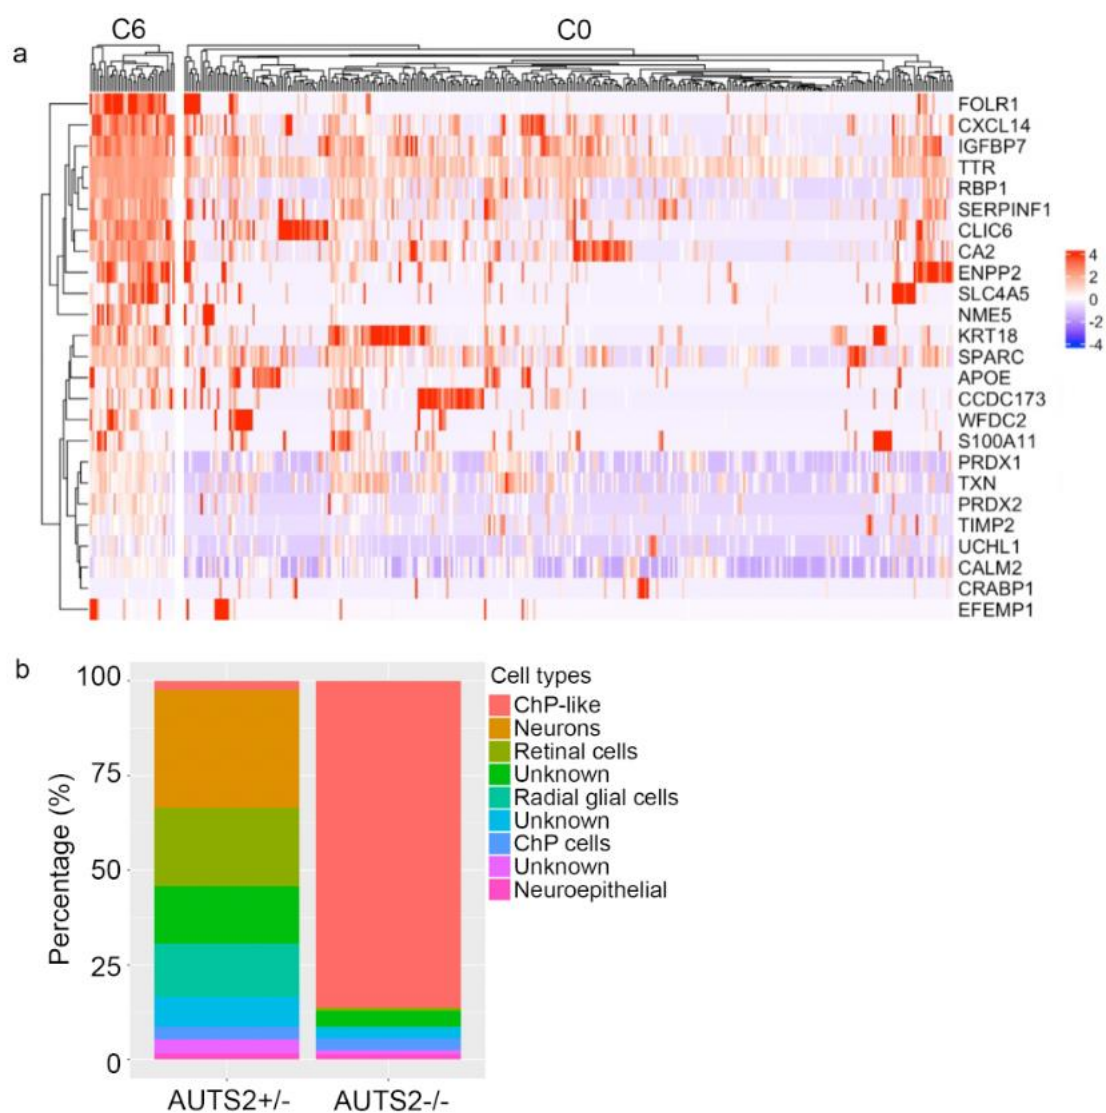 a
C6
C0
FOLR1
CXCL14
IGFBP7
TTR
RBP1
SERPINF1
CLIC6
CA2
ENPP2
SLC4A5
NME5
KRT18
SPARC
APOE
CCDC173
WFDC2
S100A11
PRDX1
TXN
PRDX2
TIMP2
UCHL1
CALM2
CRABP1
EFEMP1
4
2
0
-2
-4
b
100
75
50
25
0
Percentage (%)
AUTS2+/-
AUTS2-/-
Cell types
ChP-like
Neurons
Retinal cells
Unknown
Radial glial cells
Unknown
ChP cells
Unknown
Neuroepithelial